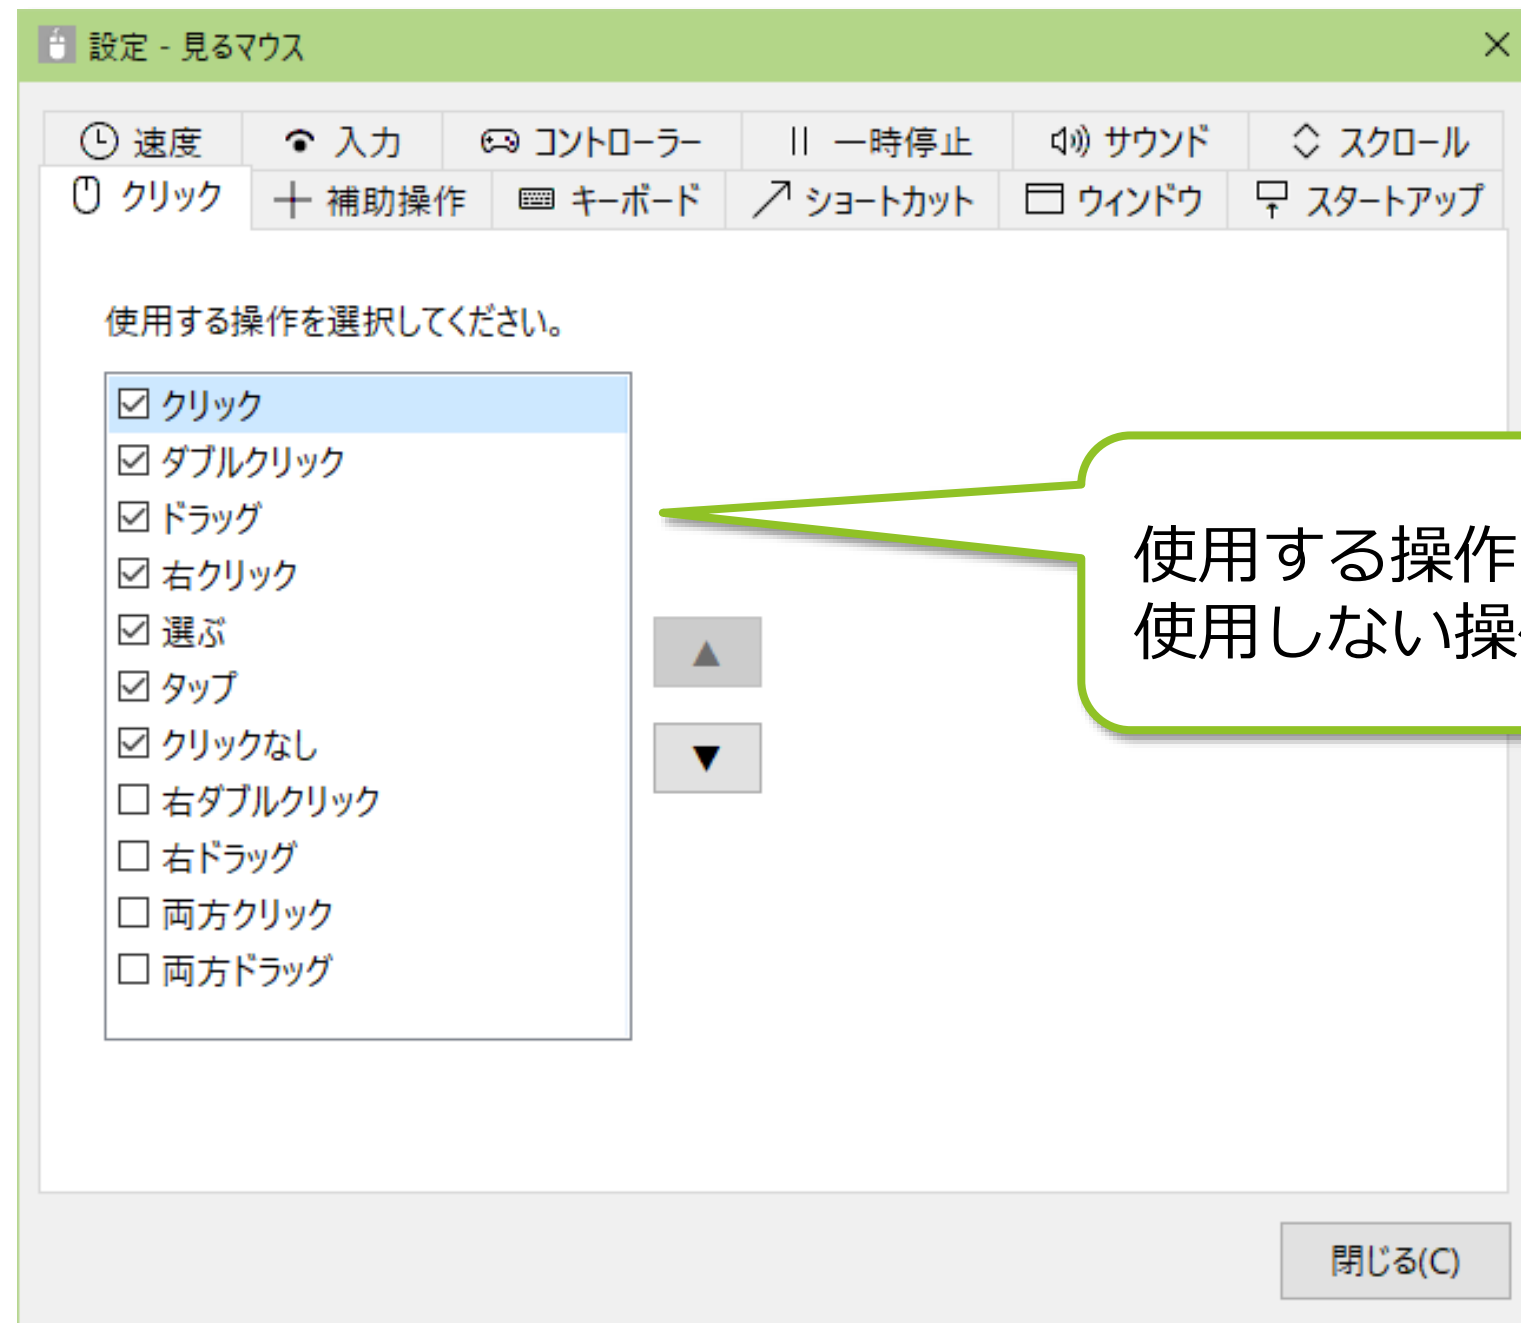 設定 - 見るマウス
速度 入力 コントローラー 一時停止 サウンド スクロール
クリック 補助操作 キーボード ショートカット ウィンドウ スタートアップ
使用する操作を選択してください。
クリック
ダブルクリック
ドラッグ
右クリック
選ぶ
タップ
クリックなし
右ダブルクリック
右ドラッグ
両方クリック
両方ドラッグ
▲
▼
使用する操作
使用しない操
閉じる(C)